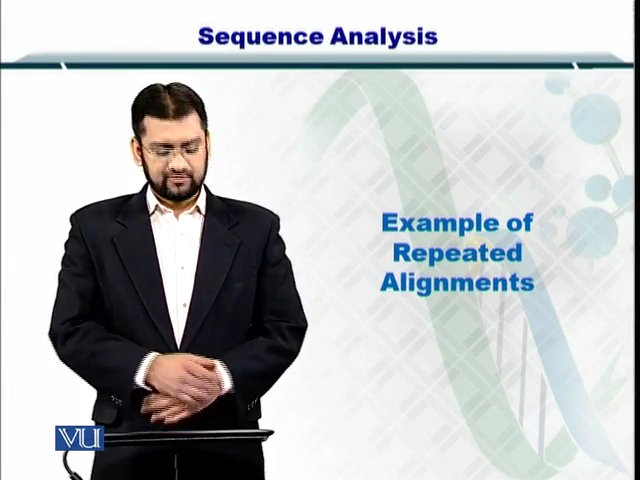 Sequence Analysis
Example of
Repeated
Alignments
VU